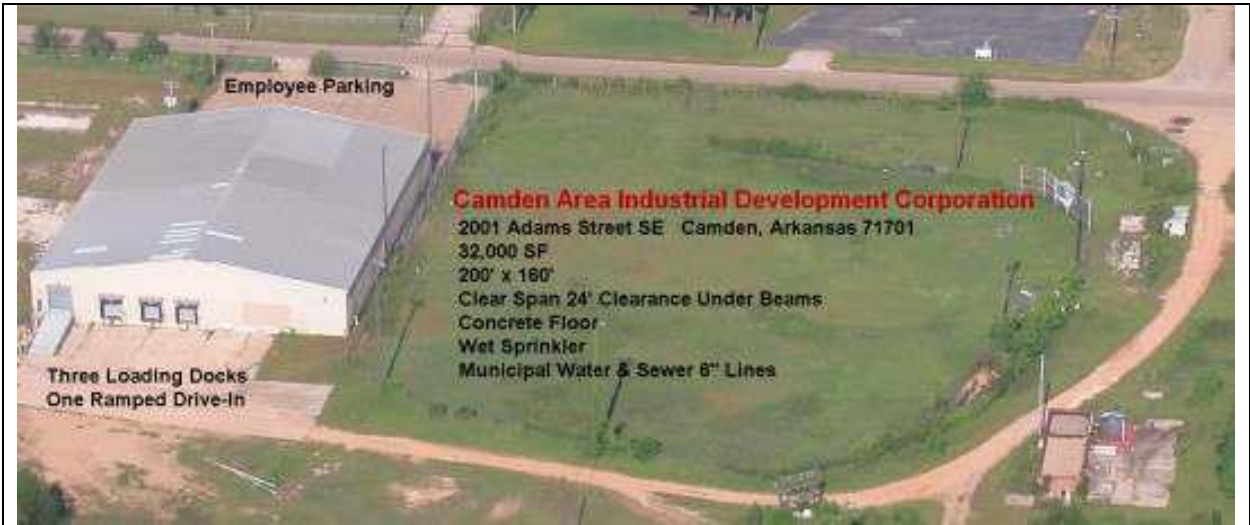 Employee Parking
Camden Area Industrial Development Corporation
2001 Adams Street SE Camden, Arkansas 71701
32,000 SF
200' x 160'
Clear Span 24' Clearance Under Beams
Concrete Floor
Wet Sprinkler
Municipal Water & Sewer 6" Lines
Three Loading Docks
One Ramped Drive-In